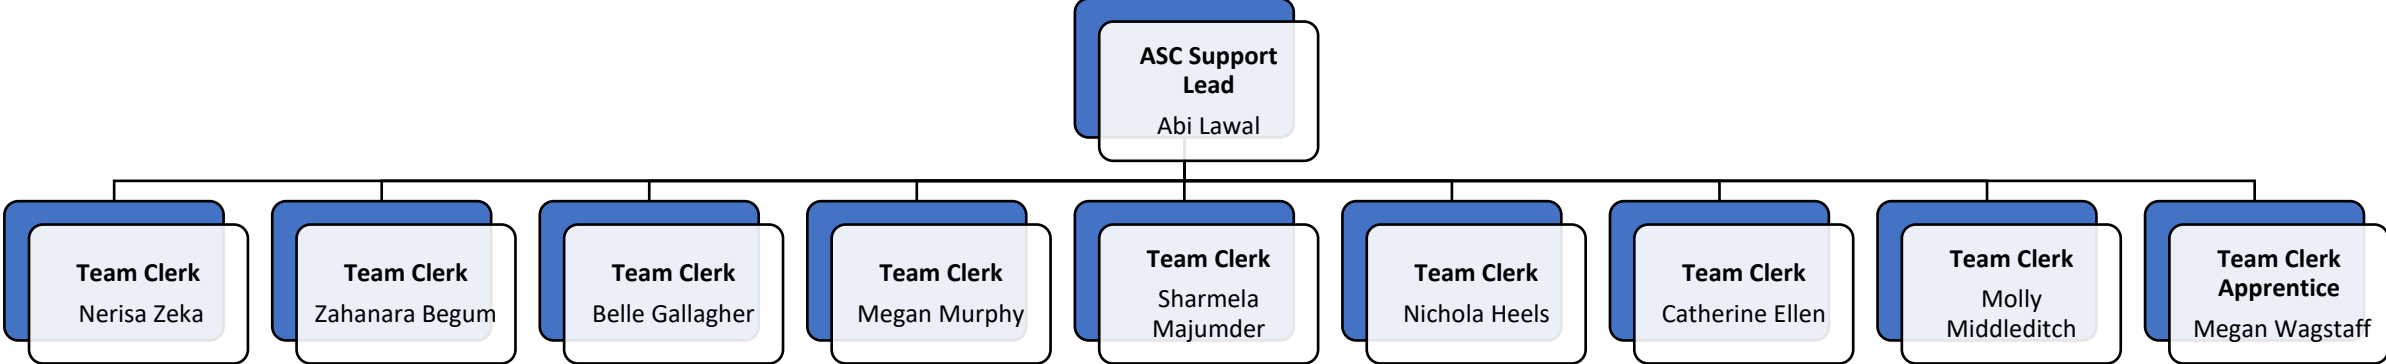 ASC Support
Lead
Abi Lawal
Team Clerk
Nerisa Zeka
Team Clerk
Zahanara Begum
Team Clerk
Belle Gallagher
Team Clerk
Megan Murphy
Team Clerk
Sharmela
Majumder
Team Clerk
Nichola Heels
Team Clerk
Catherine Ellen
Team Clerk
Molly
Middleditch
Team Clerk
Apprentice
Megan Wagstaff